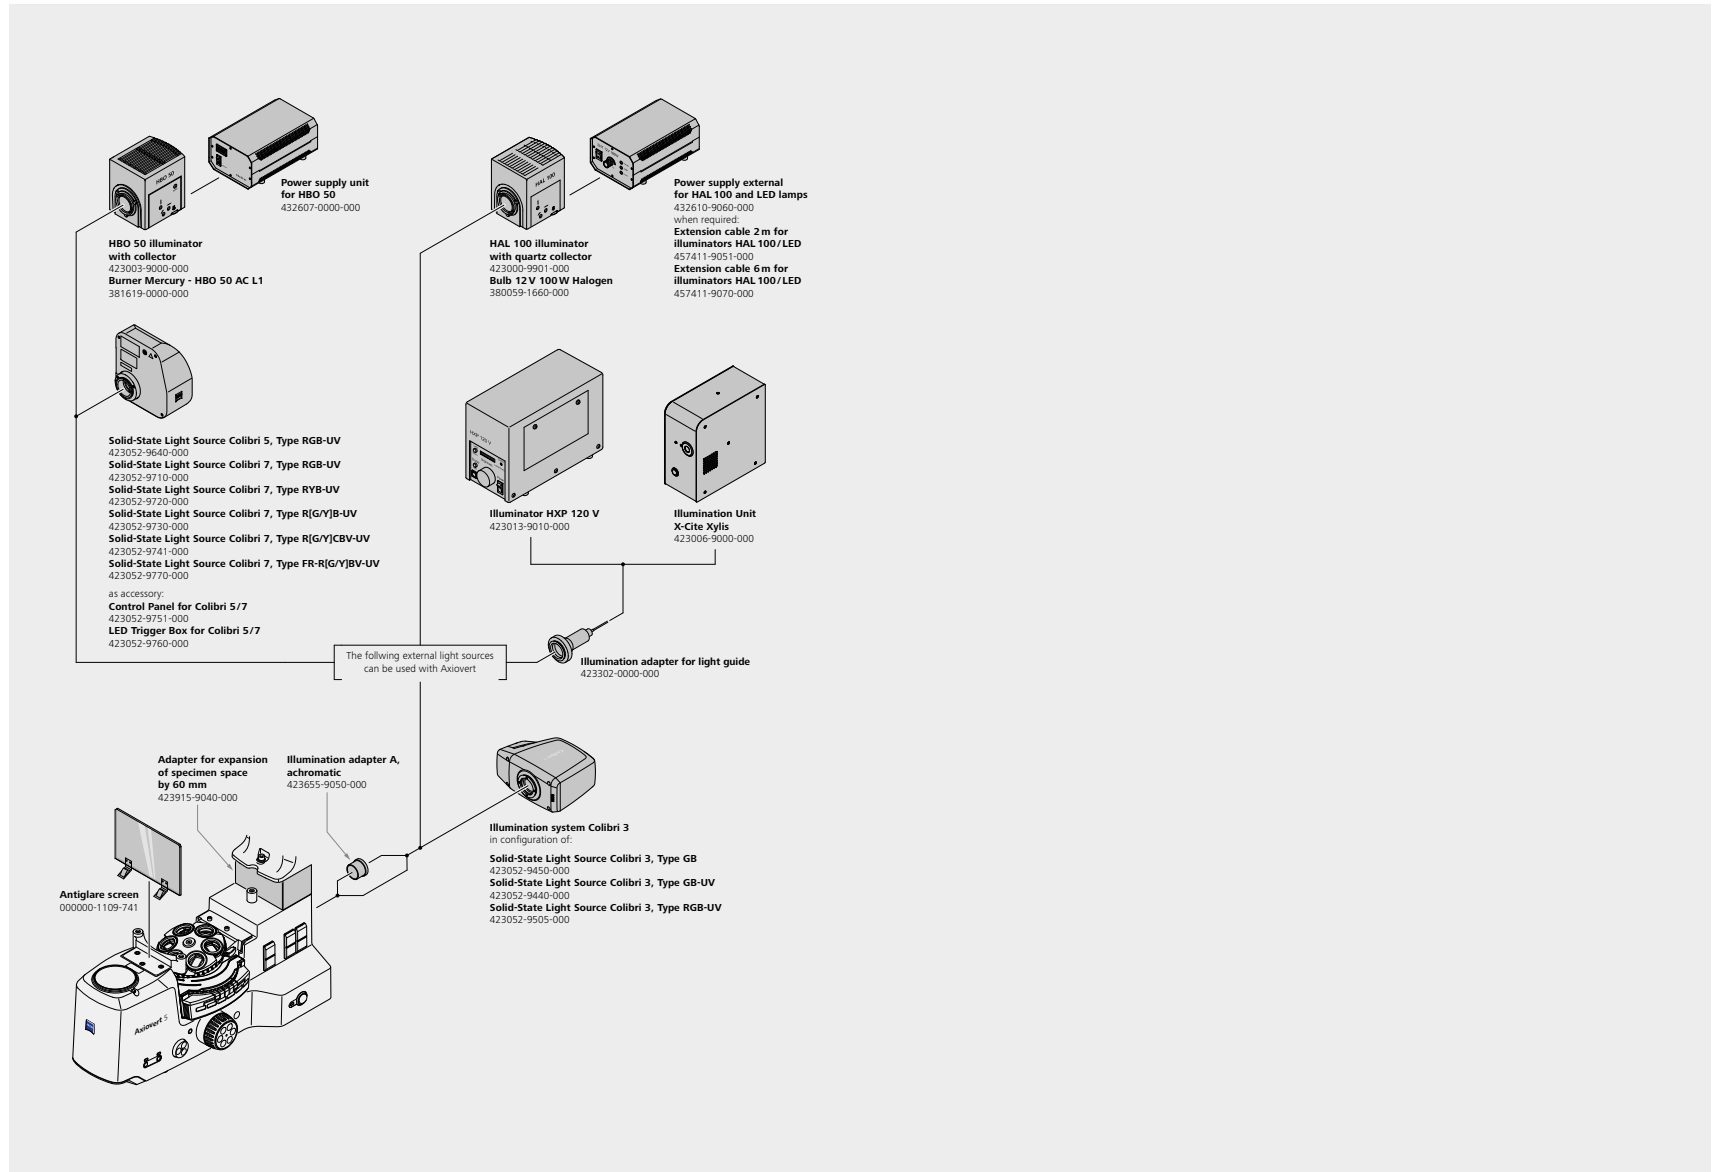 HBO 50
Power supply unit
for HBO 50
432607-0000-000
HBO 50 illuminator
with collector
423003-9000-000
Burner Mercury - HBO 50 AC L1
381619-0000-000
HAL 100
Power supply external
for HAL 100 and LED lamps
432610-9060-000
when required:
Extension cable 2 m for
illuminators HAL 100/LED
457411-9051-000
Extension cable 6 m for
illuminators HAL 100/LED
457411-9070-000
HAL 100 illuminator
with quartz collector
423000-9901-000
Bulb 12 V 100 W Halogen
380059-1660-000
Solid-State Light Source Colibri 5, Type RGB-UV
423052-9640-000
Solid-State Light Source Colibri 7, Type RGB-UV
423052-9710-000
Solid-State Light Source Colibri 7, Type RYB-UV
423052-9720-000
Solid-State Light Source Colibri 7, Type R[G/Y]B-UV
423052-9730-000
Solid-State Light Source Colibri 7, Type R[G/Y]CBV-UV
423052-9741-000
Solid-State Light Source Colibri 7, Type FR-R[G/Y]BV-UV
423052-9770-000
as accessory:
Control Panel for Colibri 5/7
423052-9751-000
LED Trigger Box for Colibri 5/7
423052-9760-000
HXP 120 V
Illuminator HXP 120 V
423013-9010-000
Illumination Unit
X-Cite Xylis
423006-9000-000
The follwing external light sources
can be used with Axiovert
Illumination adapter for light guide
423302-0000-000
Adapter for expansion
of specimen space
by 60 mm
423915-9040-000
Illumination adapter A,
achromatic
423655-9050-000
Illumination system Colibri 3
in configuration of:
Solid-State Light Source Colibri 3, Type GB
423052-9450-000
Solid-State Light Source Colibri 3, Type GB-UV
423052-9440-000
Solid-State Light Source Colibri 3, Type RGB-UV
423052-9505-000
Antiglare screen
000000-1109-741
Axiovert 5